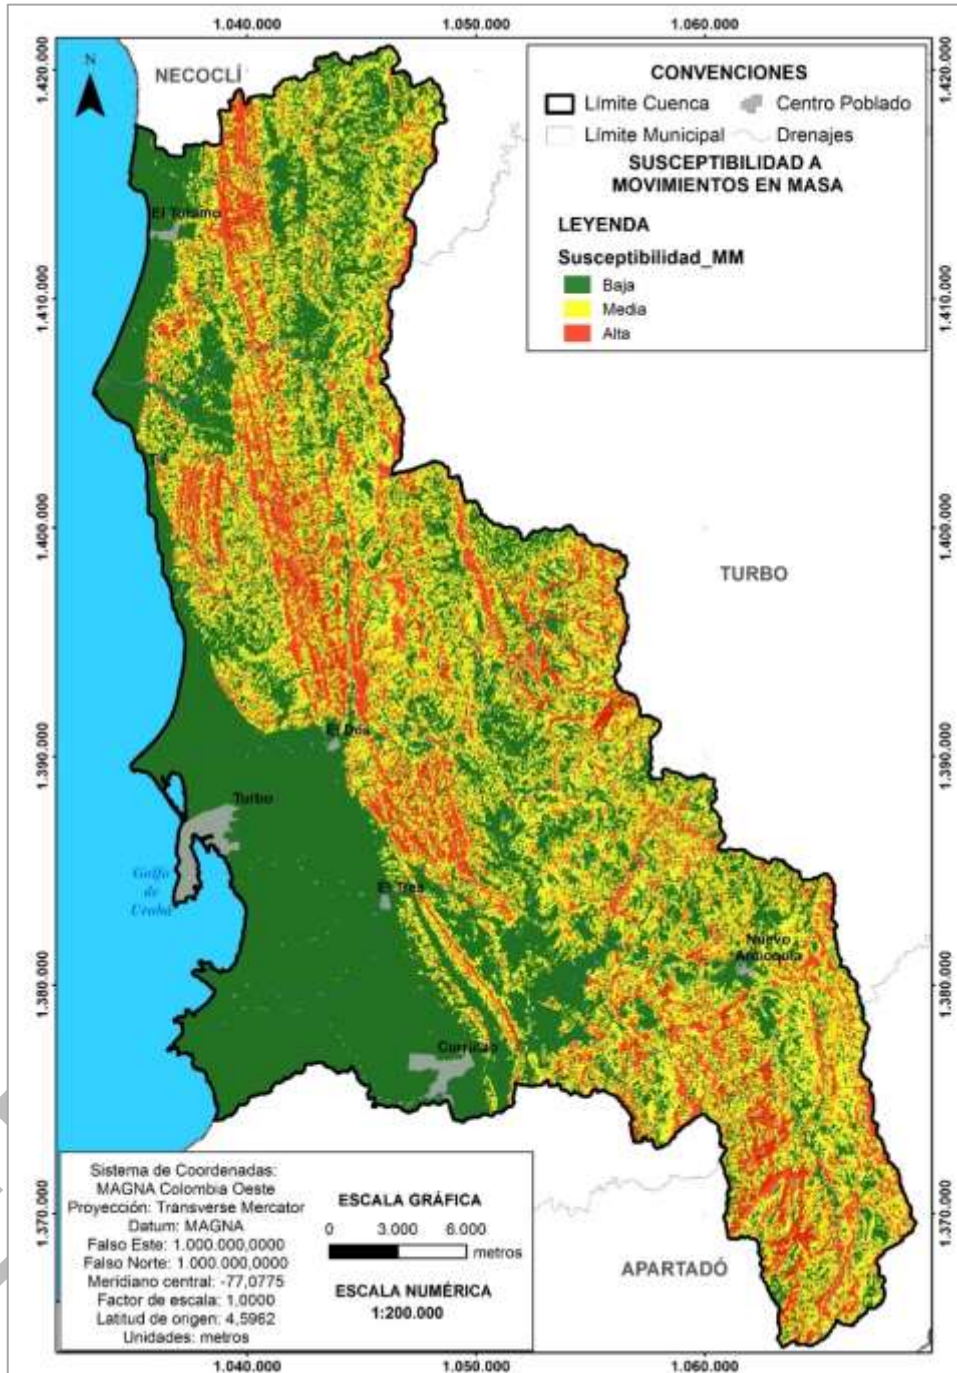 1.040.000
1.050.000
1.060.000
1.420.000
1.410.000
1.400.000
1.390.000
1.380.000
1.370.000
1.420.000
1.410.000
1.400.000
1.390.000
1.380.000
1.370.000
N
NECOCLÍ
CONVENCIONES
Límite Cuenca
Centro Poblado
Límite Municipal
Drenajes
SUSCEPTIBILIDAD A
MOVIMIENTOS EN MASA
LEYENDA
Susceptibilidad_MM
Baja
Media
Alta
El Totumo
TURBO
El Dos
Turbo
Golfo
de
Urabá
El Tres
Nuevo
Antioquia
Currulao
APARTADÓ
Sistema de Coordenadas:
MAGNA Colombia Oeste
Proyección: Transverse Mercator
Datum: MAGNA
Falso Este: 1.000.000,0000
Falso Norte: 1.000.000,0000
Meridiano central: -77,0775
Factor de escala: 1,0000
Latitud de origen: 4,5962
Unidades: metros
ESCALA GRÁFICA
0 3.000 6.000
metros
ESCALA NUMÉRICA
1:200.000
1.040.000
1.050.000
1.060.000